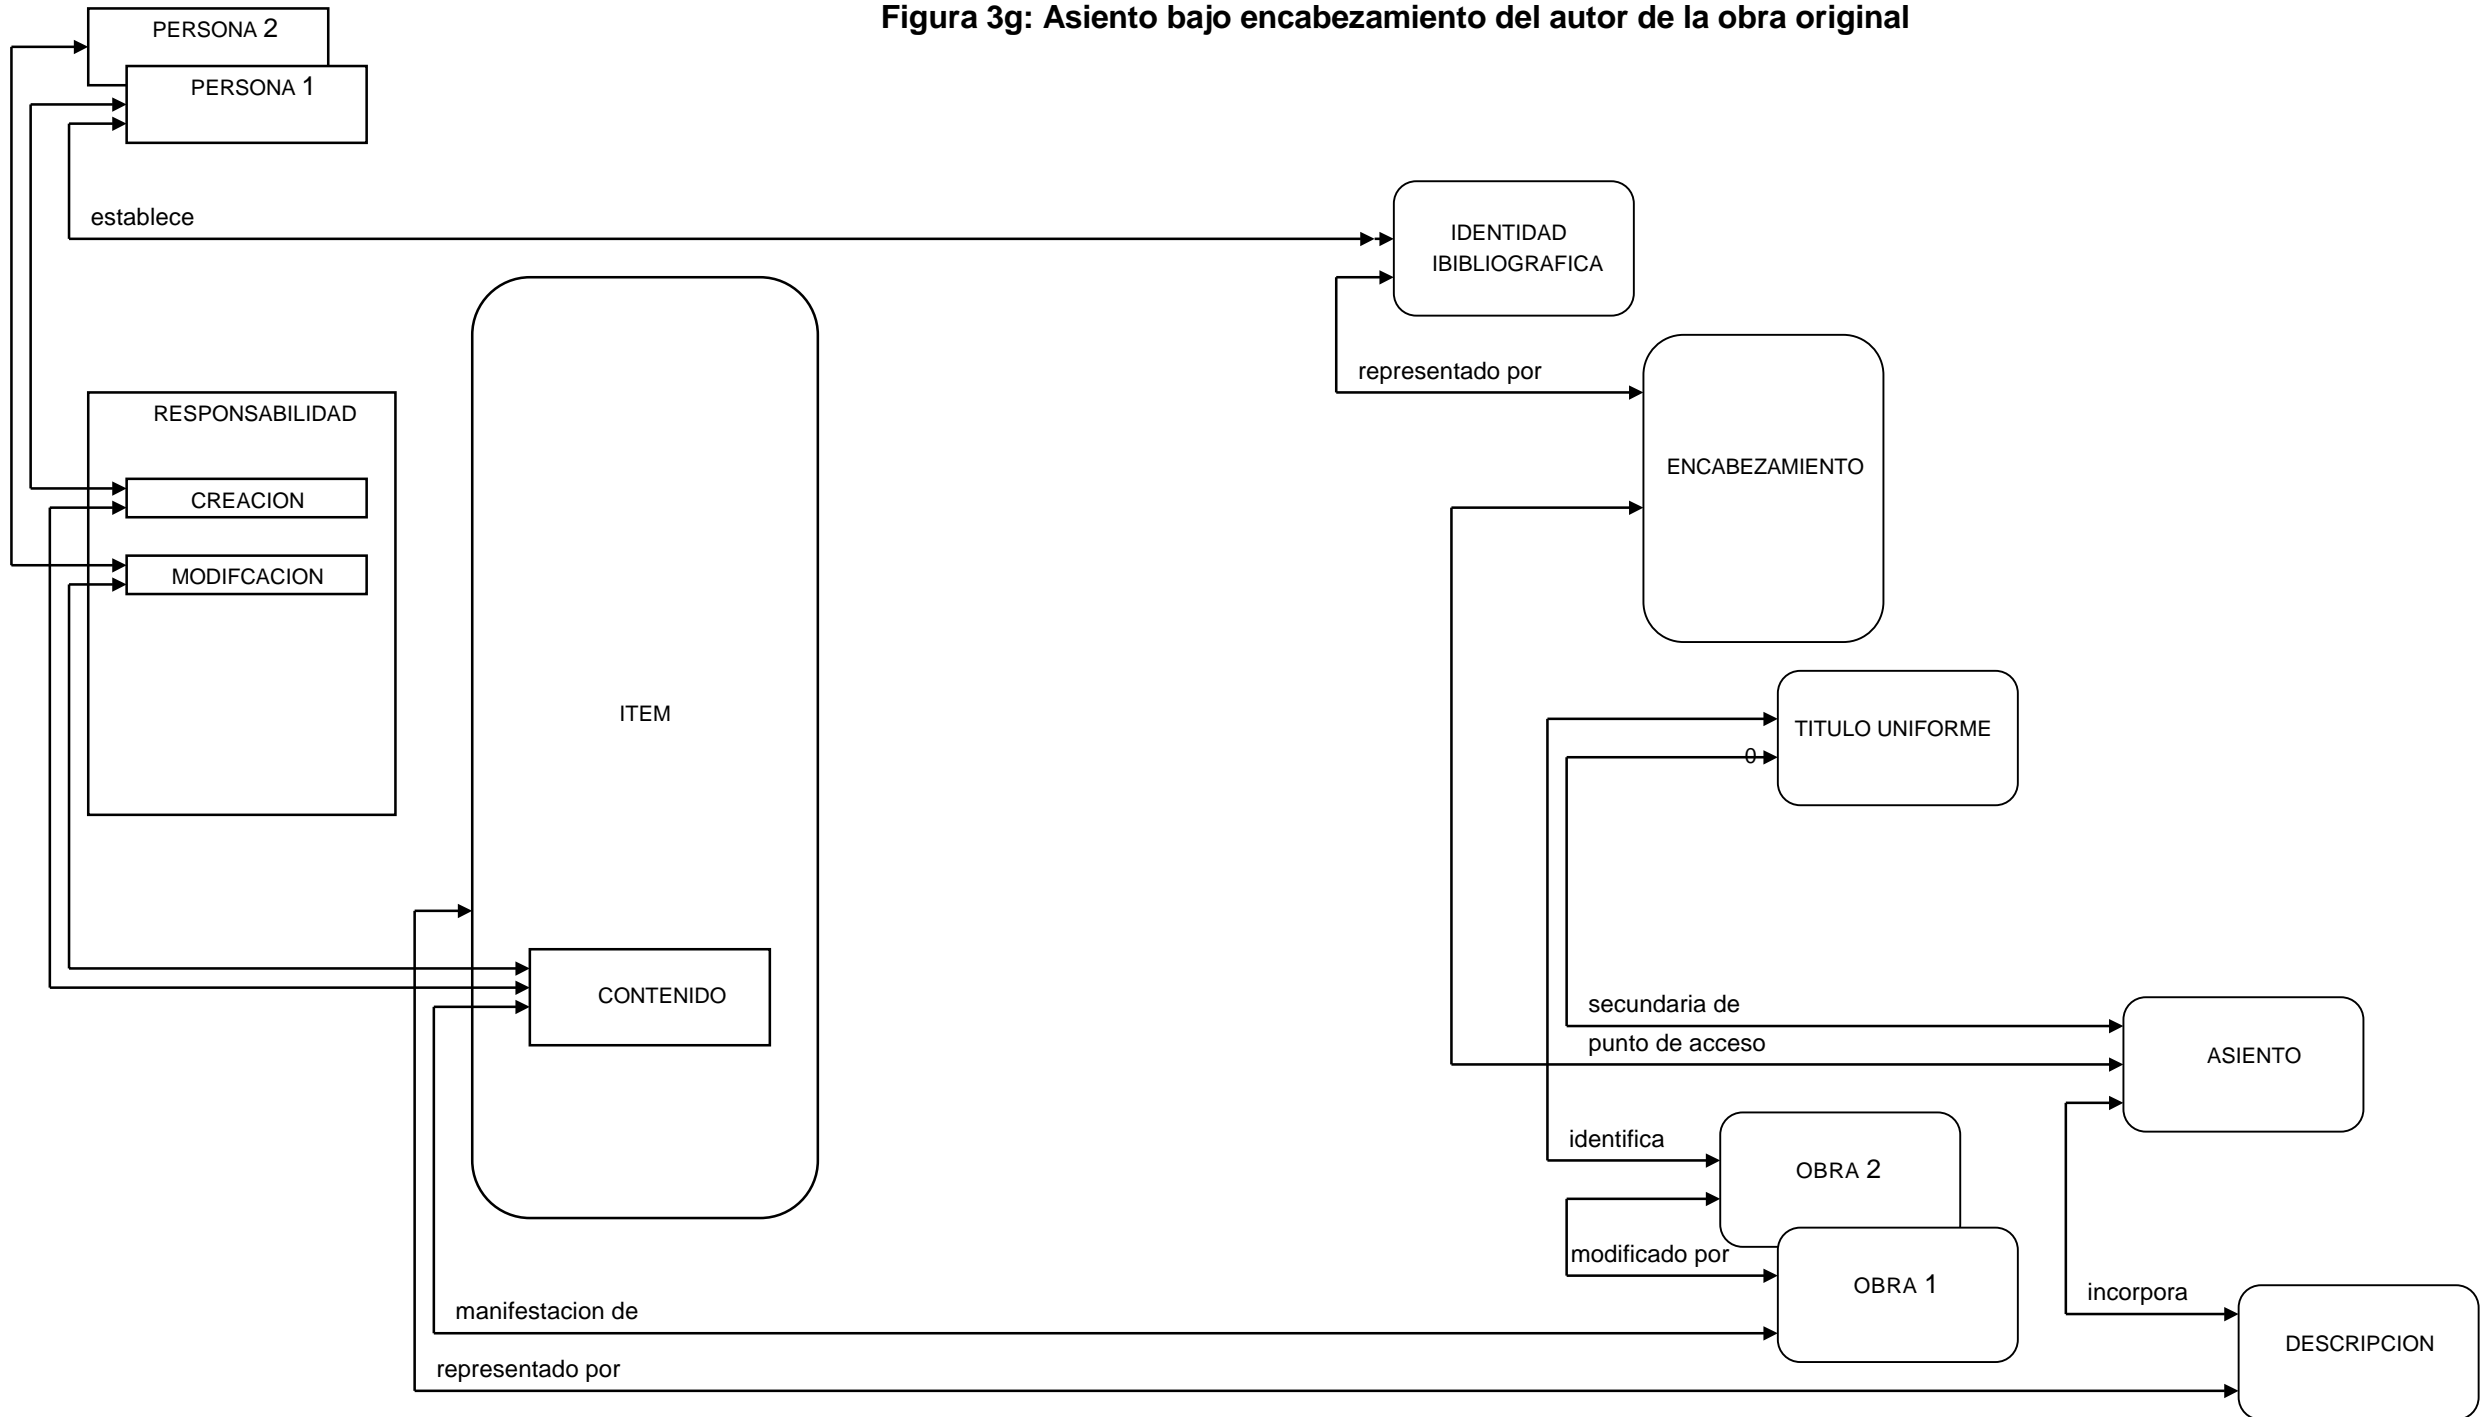 Figura 3g: Asiento bajo encabezamiento del autor de la obra original
PERSONA 2
PERSONA 1
establece
IDENTIDAD
IBIBLIOGRAFICA
representado por
RESPONSABILIDAD
ENCABEZAMIENTO
CREACION
MODIFCACION
ITEM
TITULO UNIFORME
0
CONTENIDO
secundaria de
punto de acceso
ASIENTO
identifica
OBRA 2
modificado por
OBRA 1
incorpora
manifestacion de
DESCRIPCION
representado por